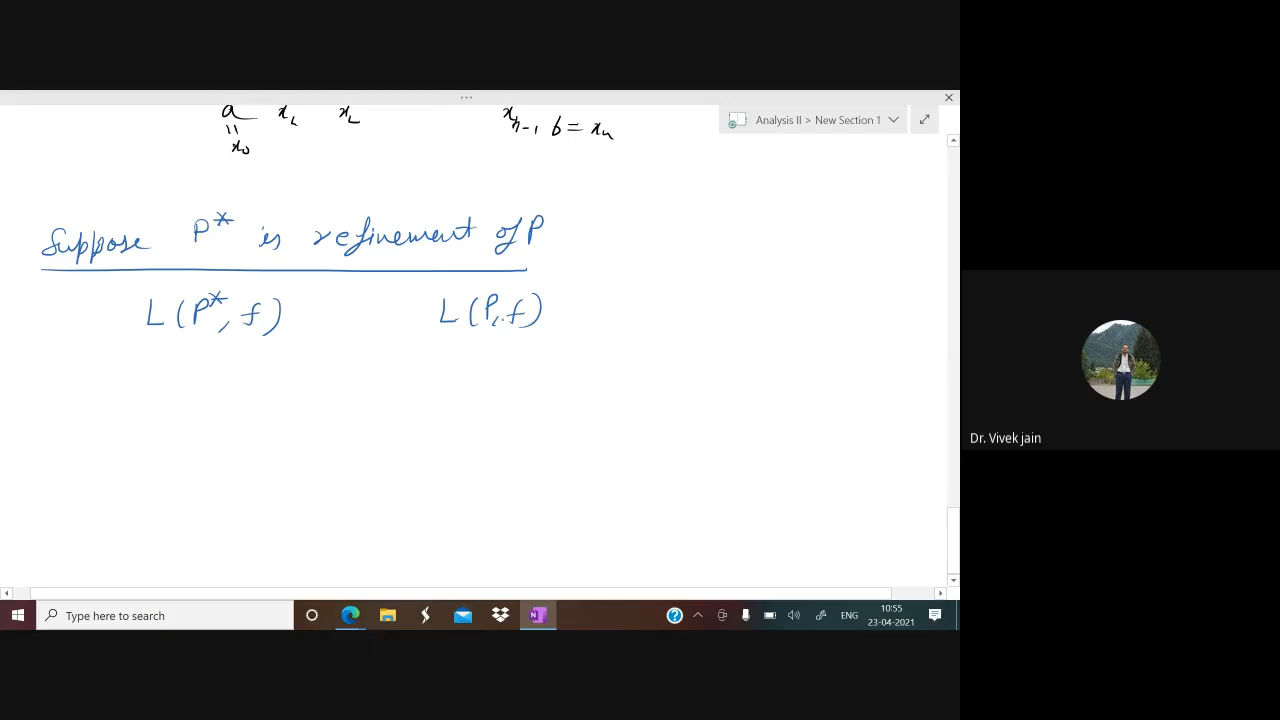 a x₁ x₂ xₙ₋₁ b = xₙ
=
x₀
Analysis II > New Section 1
Suppose P* is refinement of P
L(P*, f) L(P, f)
Dr. Vivek jain
Type here to search
ENG
10:55
23-04-2021